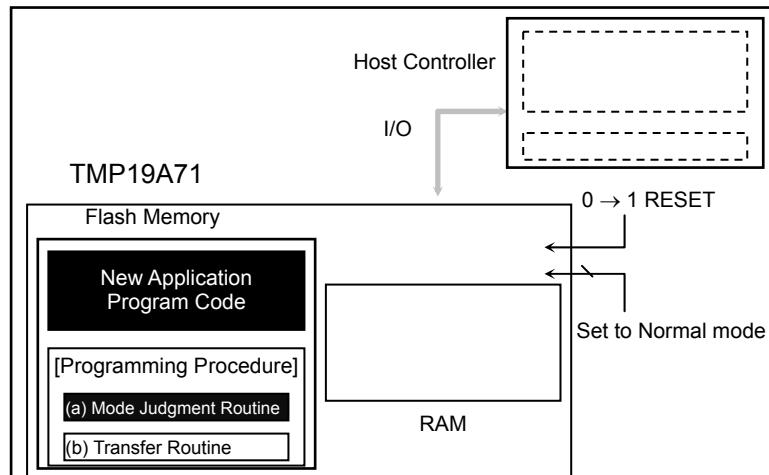 Host Controller
I/O
TMP19A71
0 → 1 RESET
Flash Memory
New Application
Program Code
Set to Normal mode
[Programming Procedure]
(a) Mode Judgment Routine
(b) Transfer Routine
RAM